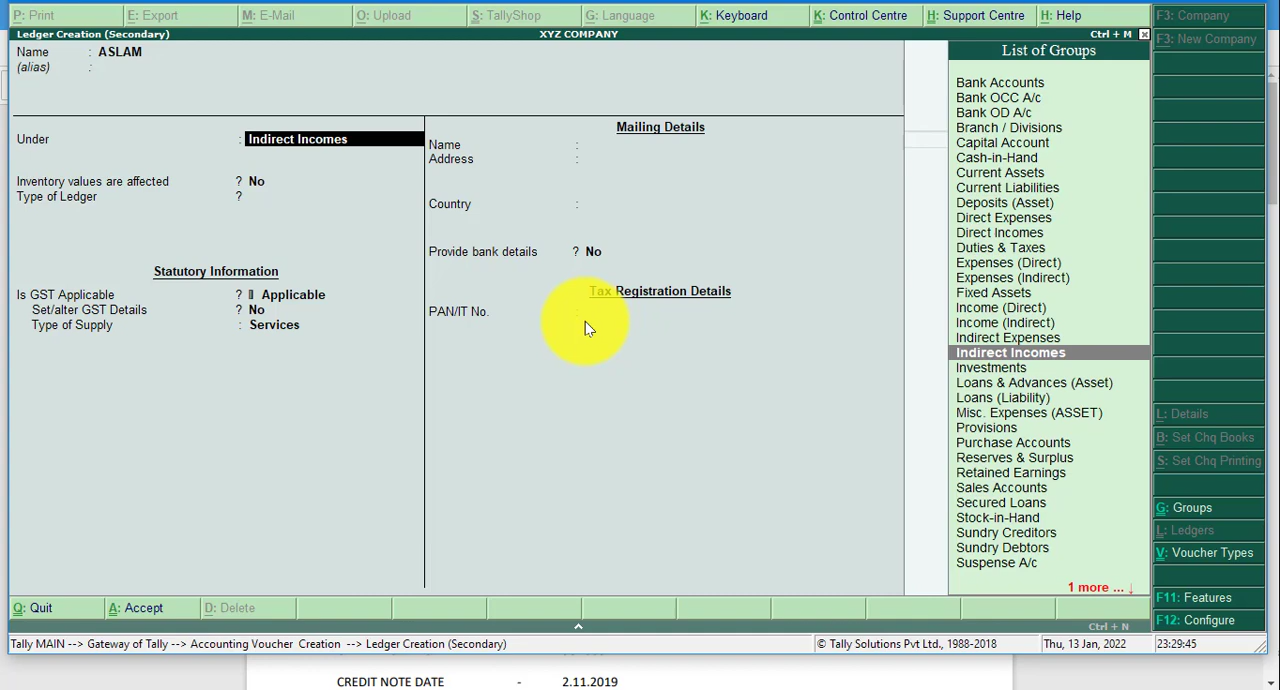 P: Print
E: Export
M: E-Mail
O: Upload
S: TallyShop
G: Language
K: Keyboard
K: Control Centre
H: Support Centre
H: Help
F3: Company
Ledger Creation (Secondary)
XYZ COMPANY
Ctrl + M
F3: New Company
Name : ASLAM
(alias) :
Under : Indirect Incomes
Inventory values are affected ? No
Type of Ledger ?
Statutory Information
Is GST Applicable ? Applicable
Set/alter GST Details ? No
Type of Supply : Services
Mailing Details
Name :
Address :
Country :
Provide bank details ? No
Tax Registration Details
PAN/IT No. :
List of Groups
Bank Accounts
Bank OCC A/c
Bank OD A/c
Branch / Divisions
Capital Account
Cash-in-Hand
Current Assets
Current Liabilities
Deposits (Asset)
Direct Expenses
Direct Incomes
Duties & Taxes
Expenses (Direct)
Expenses (Indirect)
Fixed Assets
Income (Direct)
Income (Indirect)
Indirect Expenses
Indirect Incomes
Investments
Loans & Advances (Asset)
Loans (Liability)
Misc. Expenses (ASSET)
Provisions
Purchase Accounts
Reserves & Surplus
Retained Earnings
Sales Accounts
Secured Loans
Stock-in-Hand
Sundry Creditors
Sundry Debtors
Suspense A/c
1 more ... ↓
L: Details
B: Set Chq Books
S: Set Chq Printing
G: Groups
L: Ledgers
V: Voucher Types
F11: Features
F12: Configure
Q: Quit
A: Accept
D: Delete
Ctrl + N
Tally MAIN --> Gateway of Tally --> Accounting Voucher Creation --> Ledger Creation (Secondary)
© Tally Solutions Pvt Ltd., 1988-2018
Thu, 13 Jan, 2022
23:29:45
CREDIT NOTE DATE - 2.11.2019